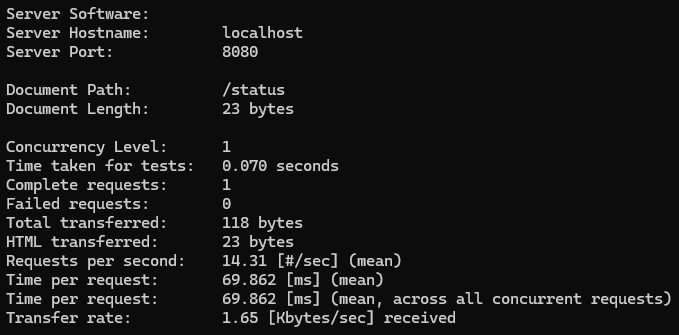 Server Software:
Server Hostname:        localhost
Server Port:            8080

Document Path:          /status
Document Length:        23 bytes

Concurrency Level:      1
Time taken for tests:   0.070 seconds
Complete requests:      1
Failed requests:        0
Total transferred:      118 bytes
HTML transferred:       23 bytes
Requests per second:    14.31 [#/sec] (mean)
Time per request:       69.862 [ms] (mean)
Time per request:       69.862 [ms] (mean, across all concurrent requests)
Transfer rate:          1.65 [Kbytes/sec] received